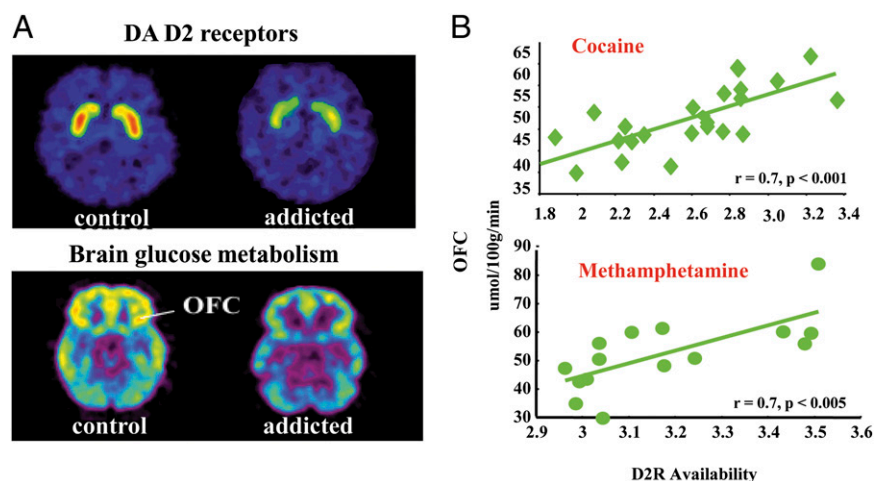 A
DA D2 receptors
control
addicted
Brain glucose metabolism
OFC
control
addicted
B
Cocaine
65
60
55
50
45
40
35
r = 0.7, p < 0.001
1.8 2 2.2 2.4 2.6 2.8 3.0 3.2 3.4
OFC
umol/100g/min
Methamphetamine
90
80
70
60
50
40
30
r = 0.7, p < 0.005
2.9 3 3.1 3.2 3.3 3.4 3.5 3.6
D2R Availability